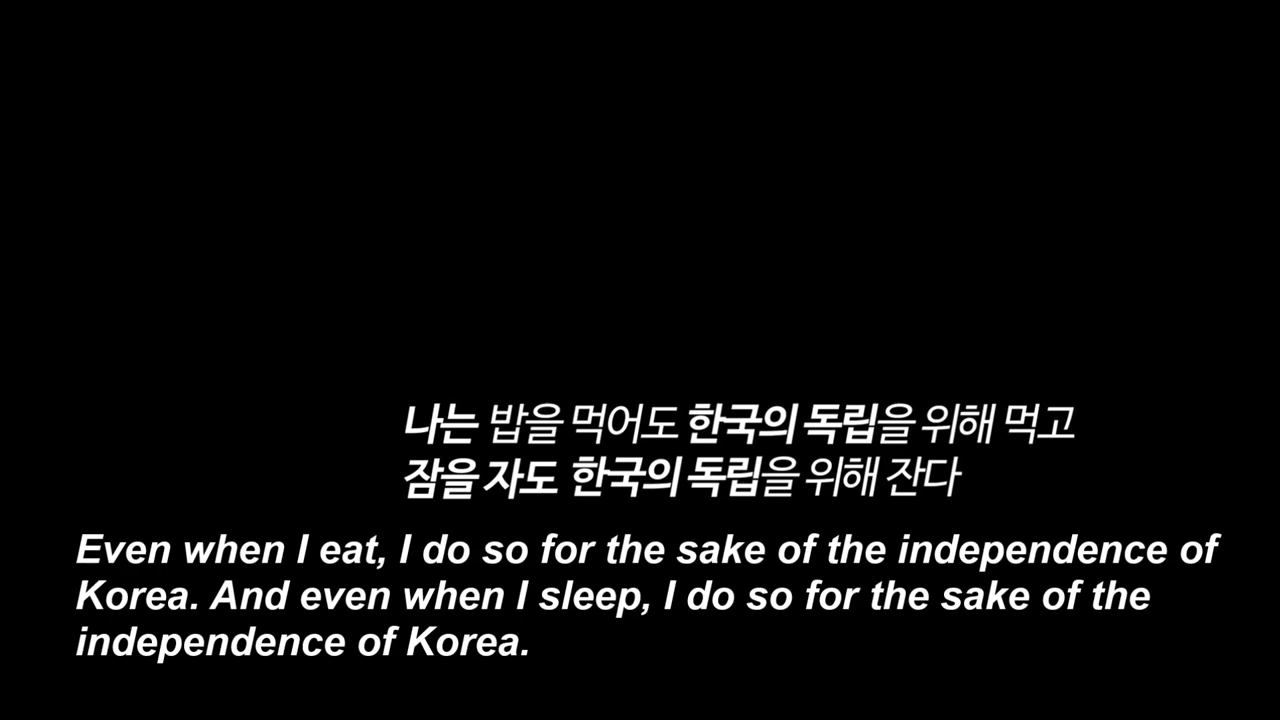 나는 밥을 먹어도 한국의 독립을 위해 먹고
잠을 자도 한국의 독립을 위해 잔다
Even when I eat, I do so for the sake of the independence of
Korea. And even when I sleep, I do so for the sake of the
independence of Korea.